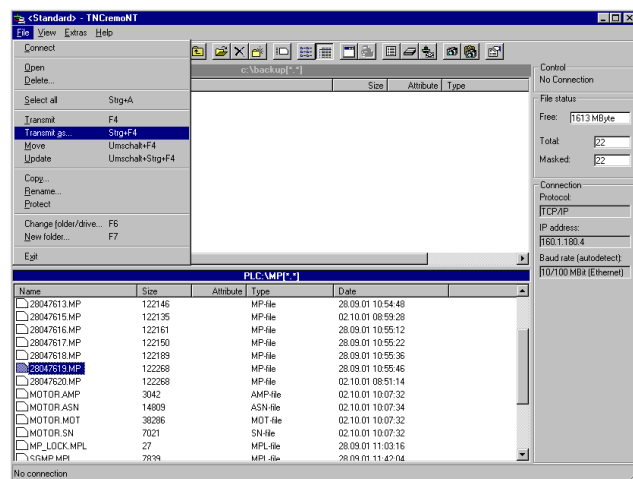 <Standard> - TNCremoNT
File View Extras Help
Connect
Open
Delete...
Select all Strg+A
Transmit F4
Transmit as... Strg+F4
Move Umschalt+F4
Update Umschalt+Strg+F4
Copy...
Rename...
Protect
Change folder/drive... F6
New folder... F7
Exit
c:\backup[*.*]
Size Attribute Type
Control
No Connection
File status
Free: 1613 MByte
Total: 22
Masked: 22
Connection
Protocol:
TCP/IP
IP address:
160.1.180.4
Baud rate (autodetect):
10/100 MBit (Ethernet)
PLC:\MP[*.*]
Name Size Attribute Type Date
28047613.MP 122146 MP-file 28.09.01 10:54:48
28047615.MP 122135 MP-file 02.10.01 08:59:28
28047616.MP 122161 MP-file 28.09.01 10:55:12
28047617.MP 122150 MP-file 28.09.01 10:55:22
28047618.MP 122189 MP-file 28.09.01 10:55:36
28047619.MP 122268 MP-file 28.09.01 10:55:46
28047620.MP 122268 MP-file 02.10.01 08:51:14
MOTOR.AMP 3042 AMP-file 02.10.01 10:07:32
MOTOR.ASN 14809 ASN-file 02.10.01 10:07:34
MOTOR.MOT 38286 MOT-file 02.10.01 10:07:32
MOTOR.SN 7021 SN-file 02.10.01 10:07:32
MP_LOCK.MPL 27 MPL-file 28.09.01 11:03:16
SGMP.MPL 7839 MPL-file 28.09.01 11:42:04
No connection